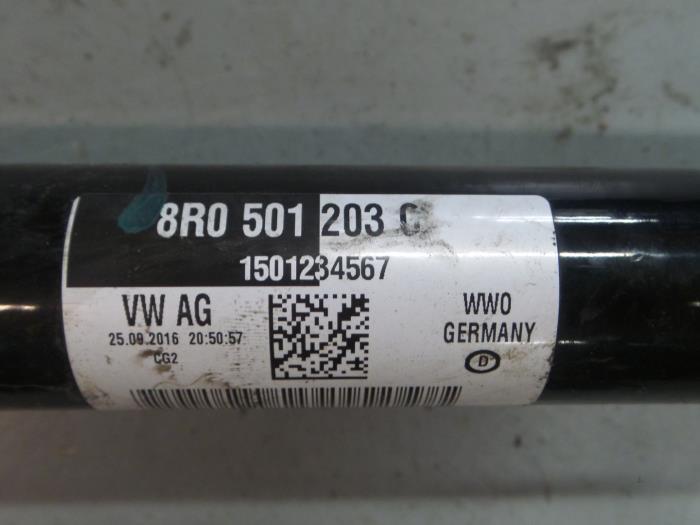 8R0 501 203
1501234567
VW AG
25.09.2016 20:50:57
CG2
WWO
GERMANY
D